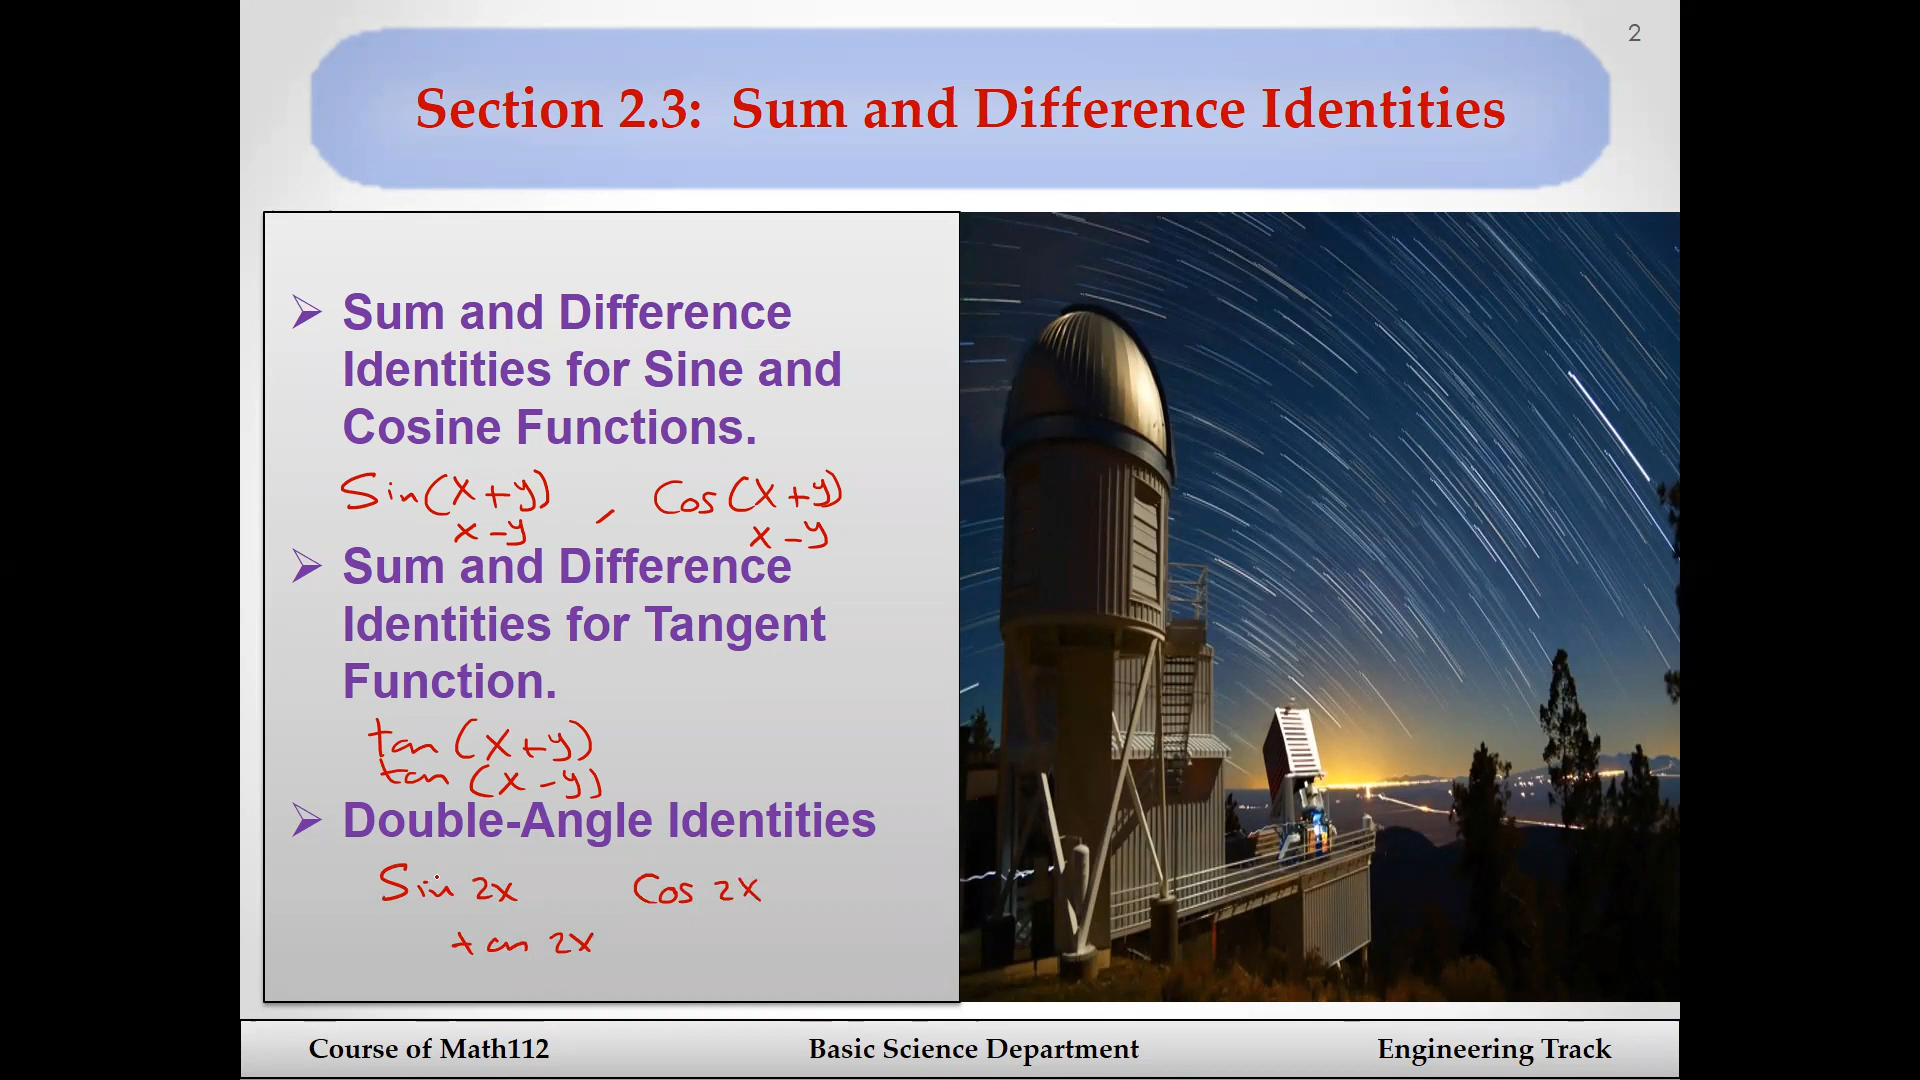 2
Section 2.3: Sum and Difference Identities
➢ Sum and Difference
Identities for Sine and
Cosine Functions.
Sin(x+y) , Cos(x+y)
x-y x-y
➢ Sum and Difference
Identities for Tangent
Function.
tan (x+y)
tan (x-y)
➢ Double-Angle Identities
Sin 2x Cos 2x
tan 2x
Course of Math112 Basic Science Department Engineering Track